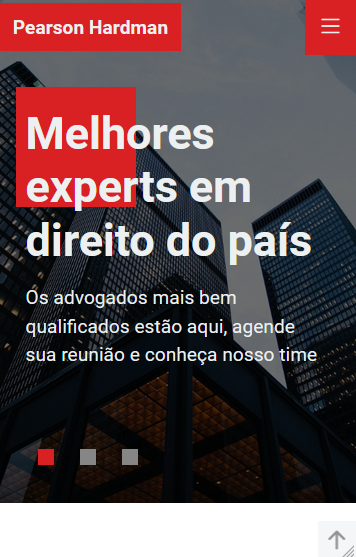 Pearson Hardman
Melhores
experts em
direito do país
Os advogados mais bem
qualificados estão aqui, agende
sua reunião e conheça nosso time